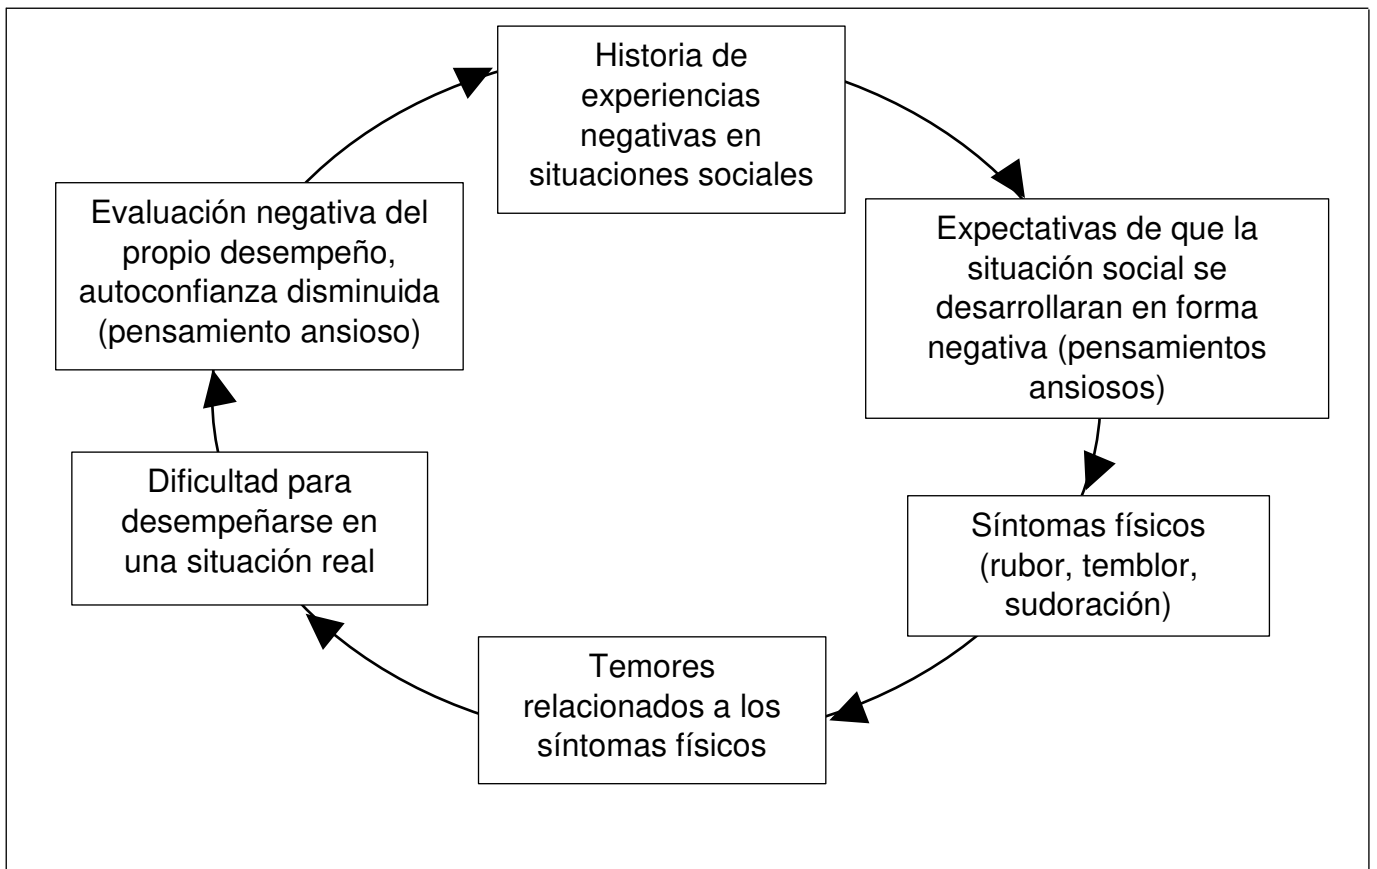 Historia de
experiencias
negativas en
situaciones sociales
Expectativas de que la
situación social se
desarrollaran en forma
negativa (pensamientos
ansiosos)
Síntomas físicos
(rubor, temblor,
sudoración)
Temores
relacionados a los
síntomas físicos
Dificultad para
desempeñarse en
una situación real
Evaluación negativa del
propio desempeño,
autoconfianza disminuida
(pensamiento ansioso)